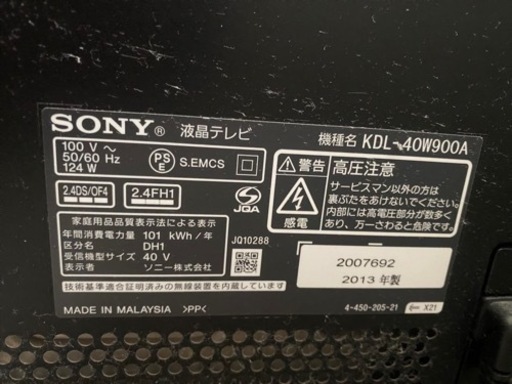 SONY® 液晶テレビ
機種名 KDL-40W900A
100 V ~
50/60 Hz
124 W
PS
E
S.EMCS
2.4DS/OF4
2.4FH1
JQA
家庭用品品質表示法による表示
年間消費電力量 101 kWh/年
区分名 DH1
受信機型サイズ 40 V
ソニー株式会社
JQ10288
警告
高圧注意
感電
サービスマン以外の方は
裏ぶたをあけないでください。
内部には高電圧部分が数多く
あり、万一さわると危険です。
2007692
2013 年製
技術基準適合証明済みの無線装置を内蔵しています。
MADE IN MALAYSIA >PP<
4-450-205-21
X21